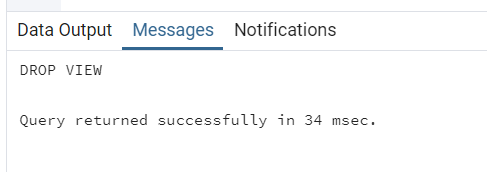 Data Output Messages Notifications
DROP VIEW
Query returned successfully in 34 msec.